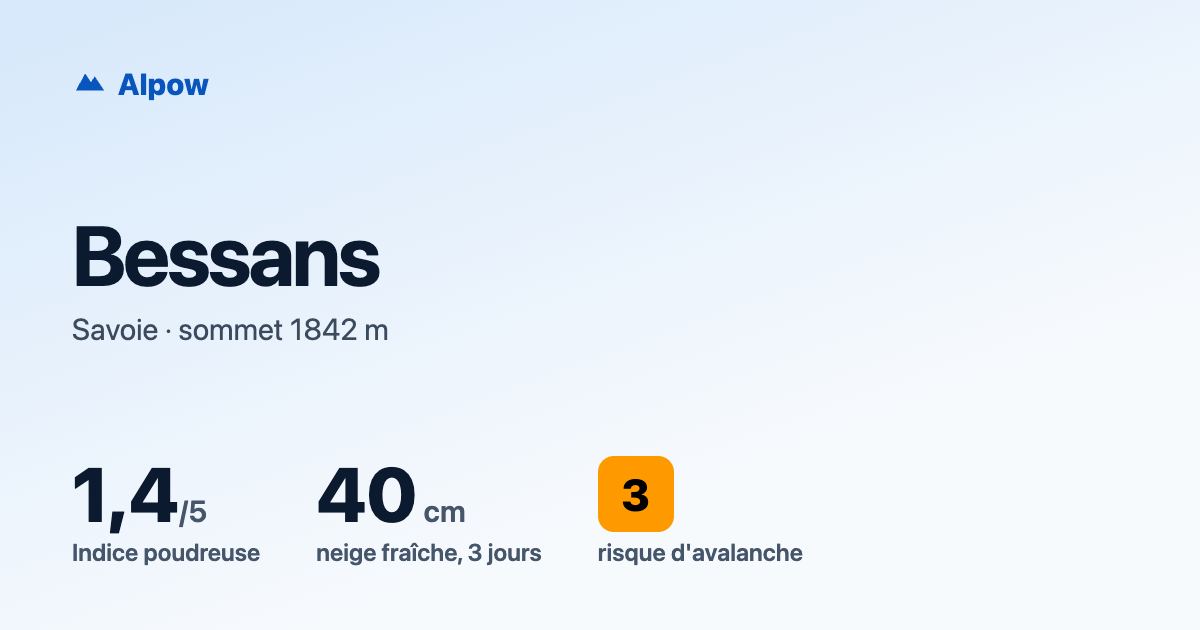 Alpow
Bessans
Savoie · sommet 1842 m
1,4/5
Indice poudreuse
40 cm
neige fraîche, 3 jours
3
risque d'avalanche